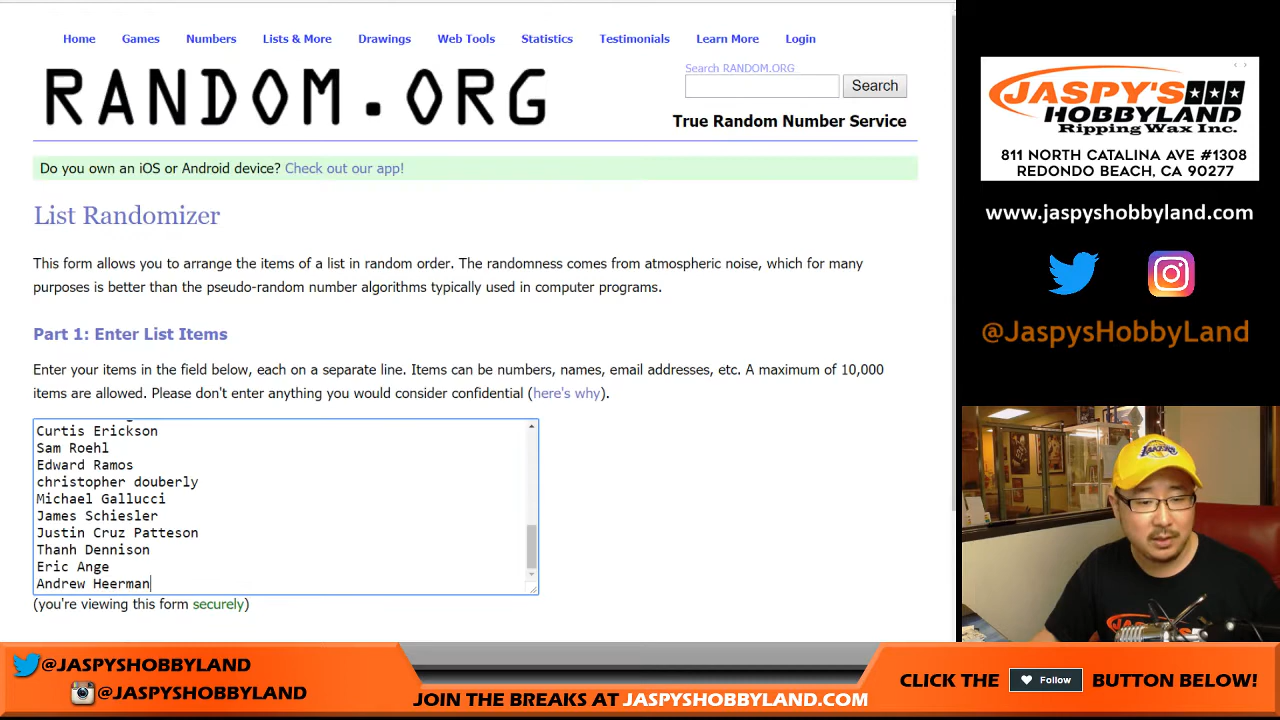 Home Games Numbers Lists & More Drawings Web Tools Statistics Testimonials Learn More Login
RANDOM.ORG
Search RANDOM.ORG
Search
True Random Number Service
Do you own an iOS or Android device? Check out our app!
List Randomizer
This form allows you to arrange the items of a list in random order. The randomness comes from atmospheric noise, which for many
purposes is better than the pseudo-random number algorithms typically used in computer programs.
Part 1: Enter List Items
Enter your items in the field below, each on a separate line. Items can be numbers, names, email addresses, etc. A maximum of 10,000
items are allowed. Please don't enter anything you would consider confidential (here's why).
Curtis Erickson
Sam Roehl
Edward Ramos
christopher douberly
Michael Gallucci
James Schiesler
Justin Cruz Patteson
Thanh Dennison
Eric Ange
Andrew Heerman
(you're viewing this form securely)
JASPY'S
HOBBYLAND
Ripping Wax Inc.
811 NORTH CATALINA AVE #1308
REDONDO BEACH, CA 90277
www.jaspyshobbyland.com
@JaspysHobbyLand
LAKERS
@JASPYSHOBBYLAND
@JASPYSHOBBYLAND
JOIN THE BREAKS AT JASPYSHOBBYLAND.COM
CLICK THE Follow BUTTON BELOW!